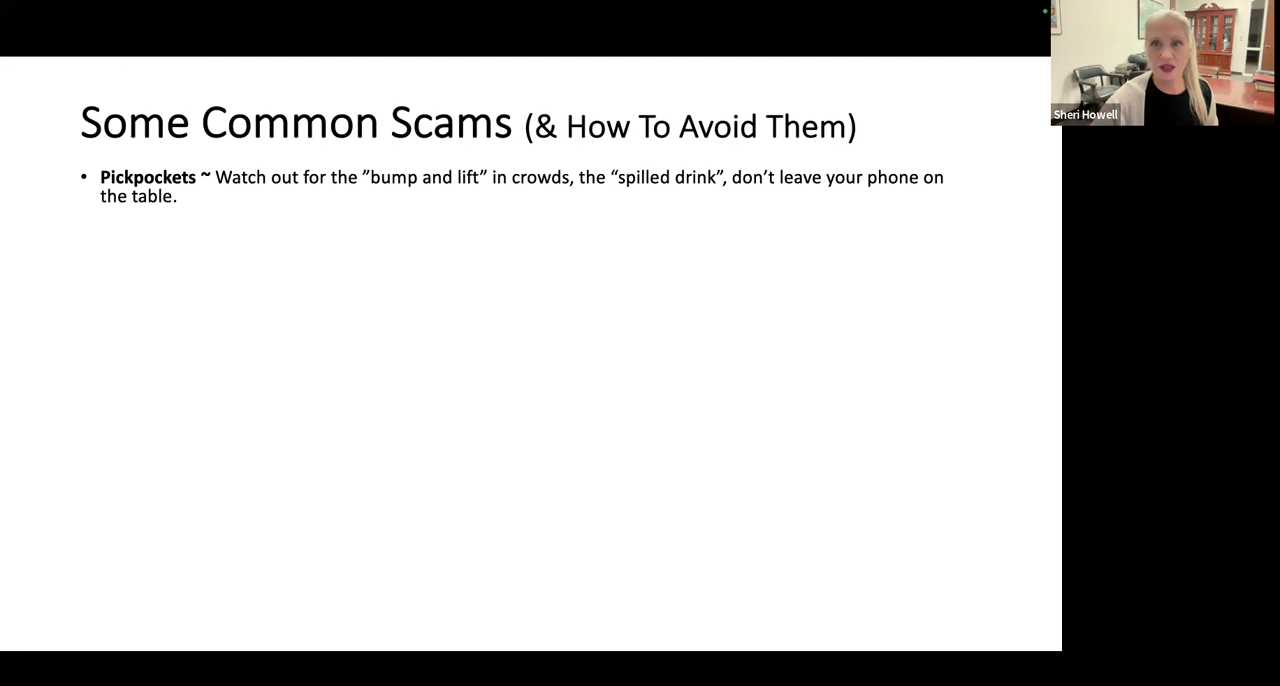 Some Common Scams (& How To Avoid Them)
• Pickpockets ~ Watch out for the ”bump and lift” in crowds, the “spilled drink”, don’t leave your phone on
the table.
Sheri Howell